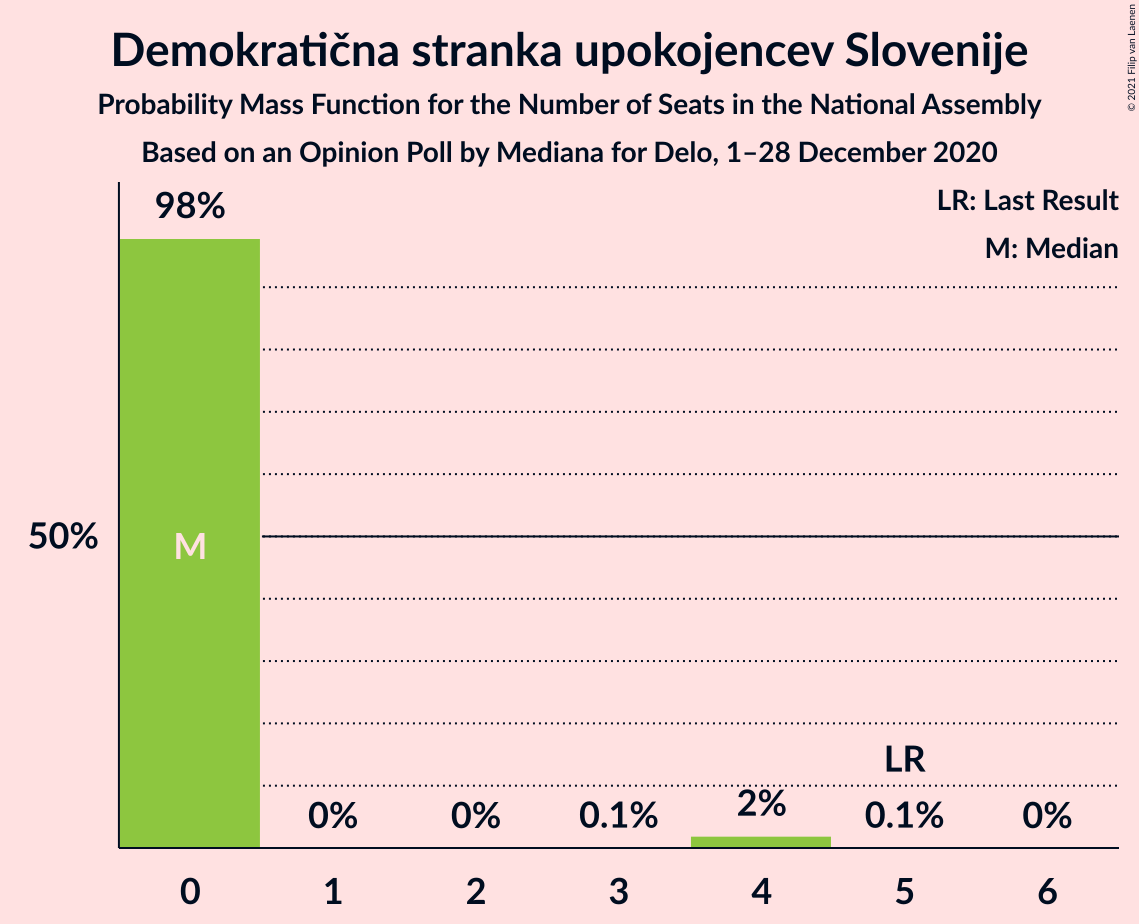 Demokratična stranka upokojencev Slovenije
Probability Mass Function for the Number of Seats in the National Assembly
Based on an Opinion Poll by Mediana for Delo, 1–28 December 2020
© 2021 Filip van Laenen
LR: Last Result
M: Median
98%
50%
M
LR
0% 0% 0.1% 2% 0.1% 0%
0 1 2 3 4 5 6